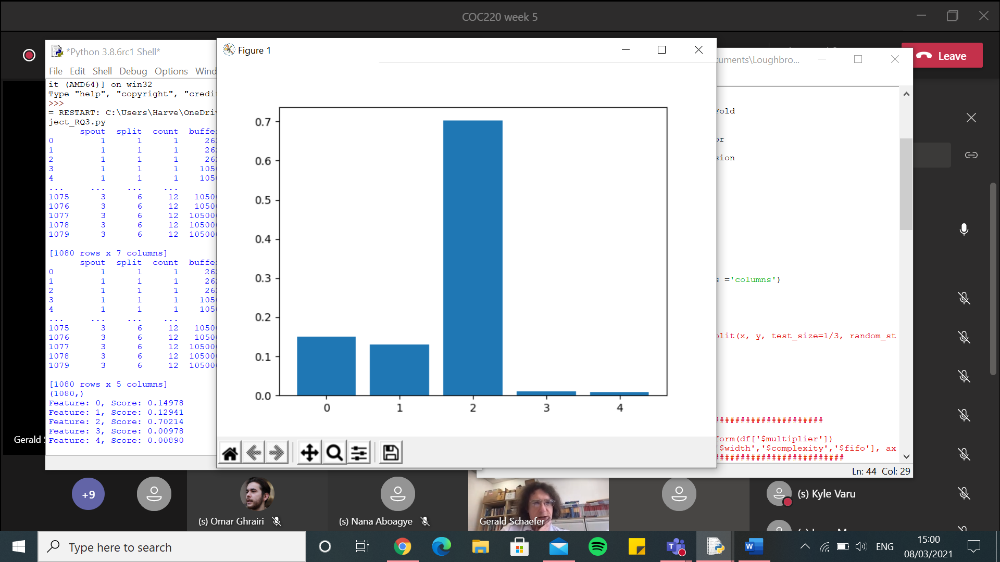 COC220 week 5
Leave
*Python 3.8.6rc1 Shell*
File Edit Shell Debug Options Wind
it (AMD64)] on win32
Type "help", "copyright", "credi
>>>
= RESTART: C:\Users\Harve\OneDri
ject_RQ3.py
spout split count buffe
0 1 1 1 26
1 1 1 1 26
2 1 1 1 26
3 1 1 1 105
4 1 1 1 105
... ... ... ...
1075 3 6 12 1050
1076 3 6 12 1050
1077 3 6 12 105000
1078 3 6 12 105000
1079 3 6 12 105000
[1080 rows x 7 columns]
spout split count buffe
0 1 1 1 26
1 1 1 1 26
2 1 1 1 26
3 1 1 1 105
4 1 1 1 105
... ... ... ...
1075 3 6 12 1050
1076 3 6 12 1050
1077 3 6 12 105000
1078 3 6 12 105000
1079 3 6 12 105000
[1080 rows x 5 columns]
(1080,)
Feature: 0, Score: 0.14978
Feature: 1, Score: 0.12941
Feature: 2, Score: 0.70214
Feature: 3, Score: 0.00978
Feature: 4, Score: 0.00890
Figure 1
0.7
0.6
0.5
0.4
0.3
0.2
0.1
0.0
0 1 2 3 4
cuments\Loughbro...
Fold
or
sion
s ='columns')
plit(x, y, test_size=1/3, random_st
#####################
form(df['$multiplier'])
'$width','$complexity','$fifo'], ax
#########################
Ln: 44 Col: 29
Gerald
+9
(s) Omar Ghrairi
(s) Nana Aboagye
Gerald Schaefer
(s) Kyle Varu
Type here to search
ENG
15:00
08/03/2021